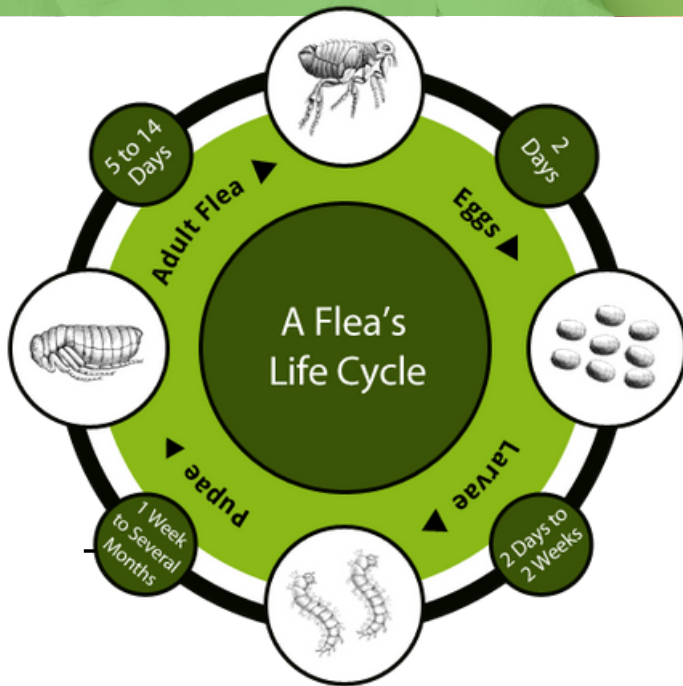 A Flea's
Life Cycle
2
Days
Eggs
2 Days to
2 Weeks
Larvae
1 Week
to Several
Months
Pupae
5 to 14
Days
Adult Flea